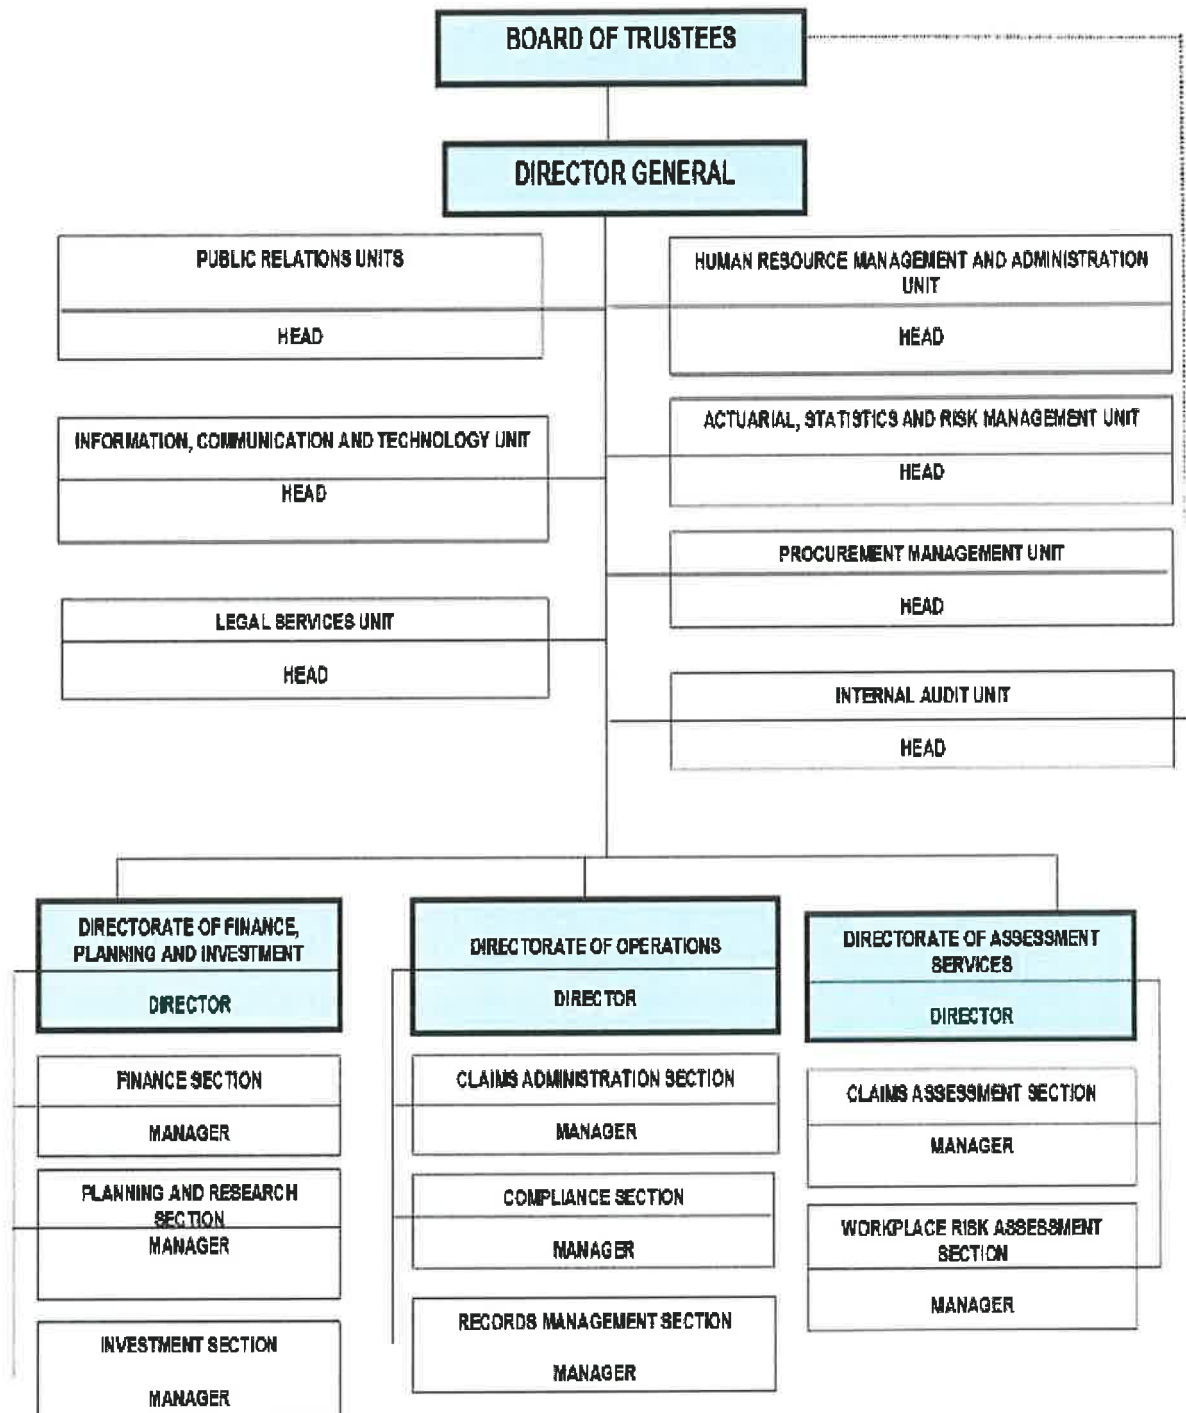 BOARD OF TRUSTEES
DIRECTOR GENERAL
PUBLIC RELATIONS UNITS
HEAD
HUMAN RESOURCE MANAGEMENT AND ADMINISTRATION
UNIT
HEAD
INFORMATION, COMMUNICATION AND TECHNOLOGY UNIT
HEAD
ACTUARIAL, STATISTICS AND RISK MANAGEMENT UNIT
HEAD
PROCUREMENT MANAGEMENT UNIT
HEAD
LEGAL SERVICES UNIT
HEAD
INTERNAL AUDIT UNIT
HEAD
DIRECTORATE OF FINANCE,
PLANNING AND INVESTMENT
DIRECTOR
DIRECTORATE OF OPERATIONS
DIRECTOR
DIRECTORATE OF ASSESSMENT
SERVICES
DIRECTOR
FINANCE SECTION
MANAGER
PLANNING AND RESEARCH
SECTION
MANAGER
INVESTMENT SECTION
MANAGER
CLAIMS ADMINISTRATION SECTION
MANAGER
COMPLIANCE SECTION
MANAGER
RECORDS MANAGEMENT SECTION
MANAGER
CLAIMS ASSESSMENT SECTION
MANAGER
WORKPLACE RISK ASSESSMENT
SECTION
MANAGER